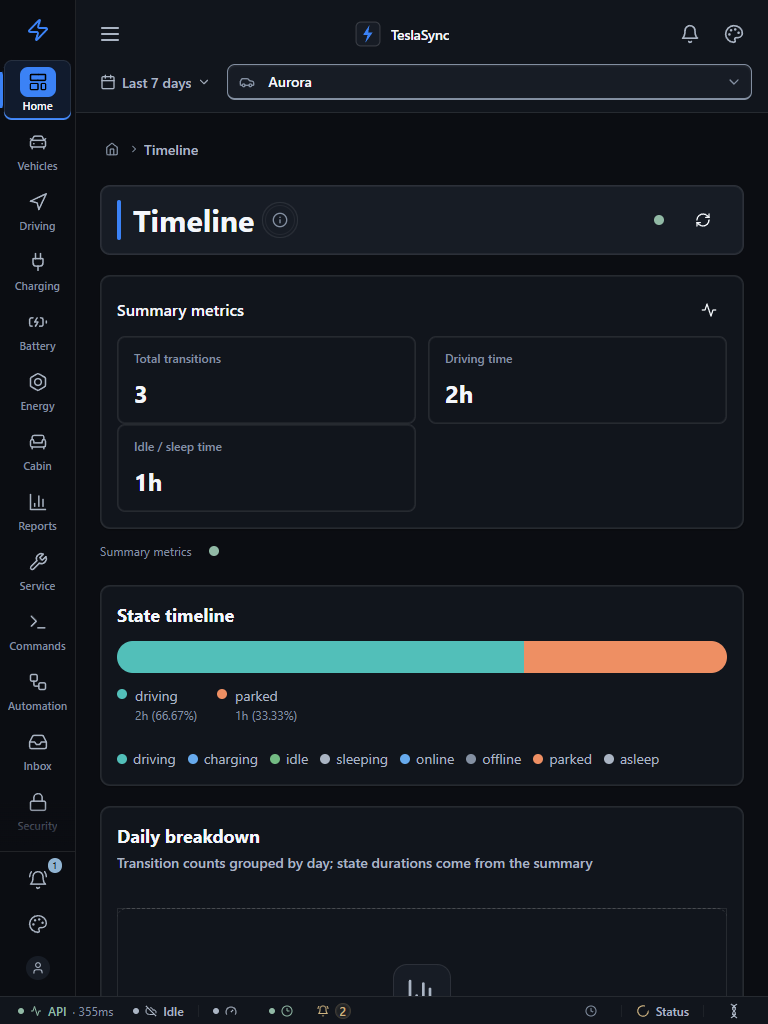 TeslaSync
Last 7 days
Aurora
Home
Vehicles
Driving
Charging
Battery
Energy
Cabin
Reports
Service
Commands
Automation
Inbox
Security
1
Timeline
Timeline
Summary metrics
Total transitions
3
Driving time
2h
Idle / sleep time
1h
Summary metrics
State timeline
driving
2h (66.67%)
parked
1h (33.33%)
driving charging idle sleeping online offline parked asleep
Daily breakdown
Transition counts grouped by day; state durations come from the summary
API · 355ms
Idle
2
Status